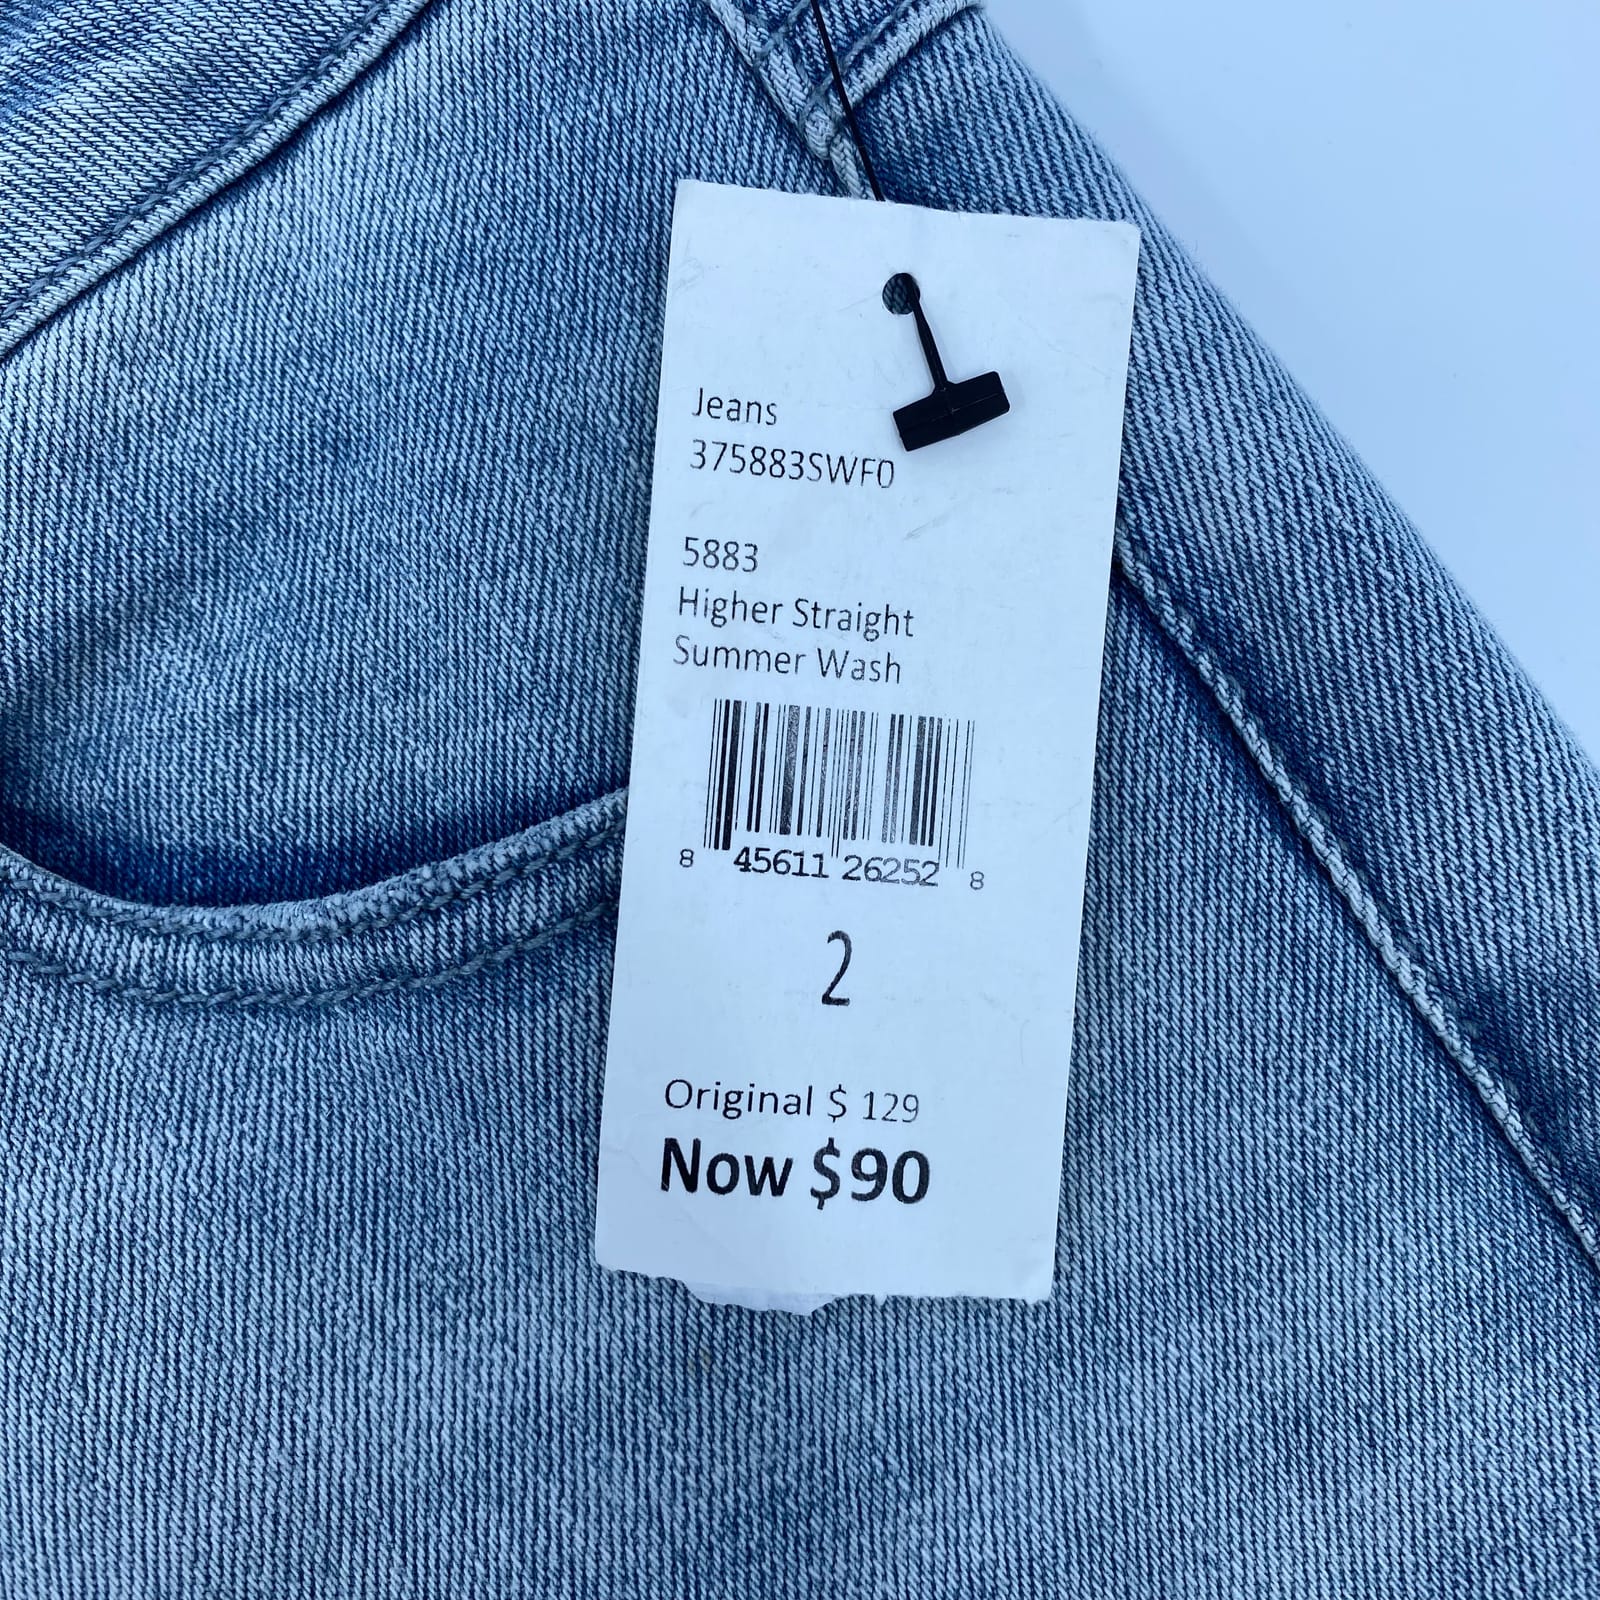 Jeans
375883SWF0
5883
Higher Straight
Summer Wash
8 45611 26252 8
2
Original $ 129
Now $90